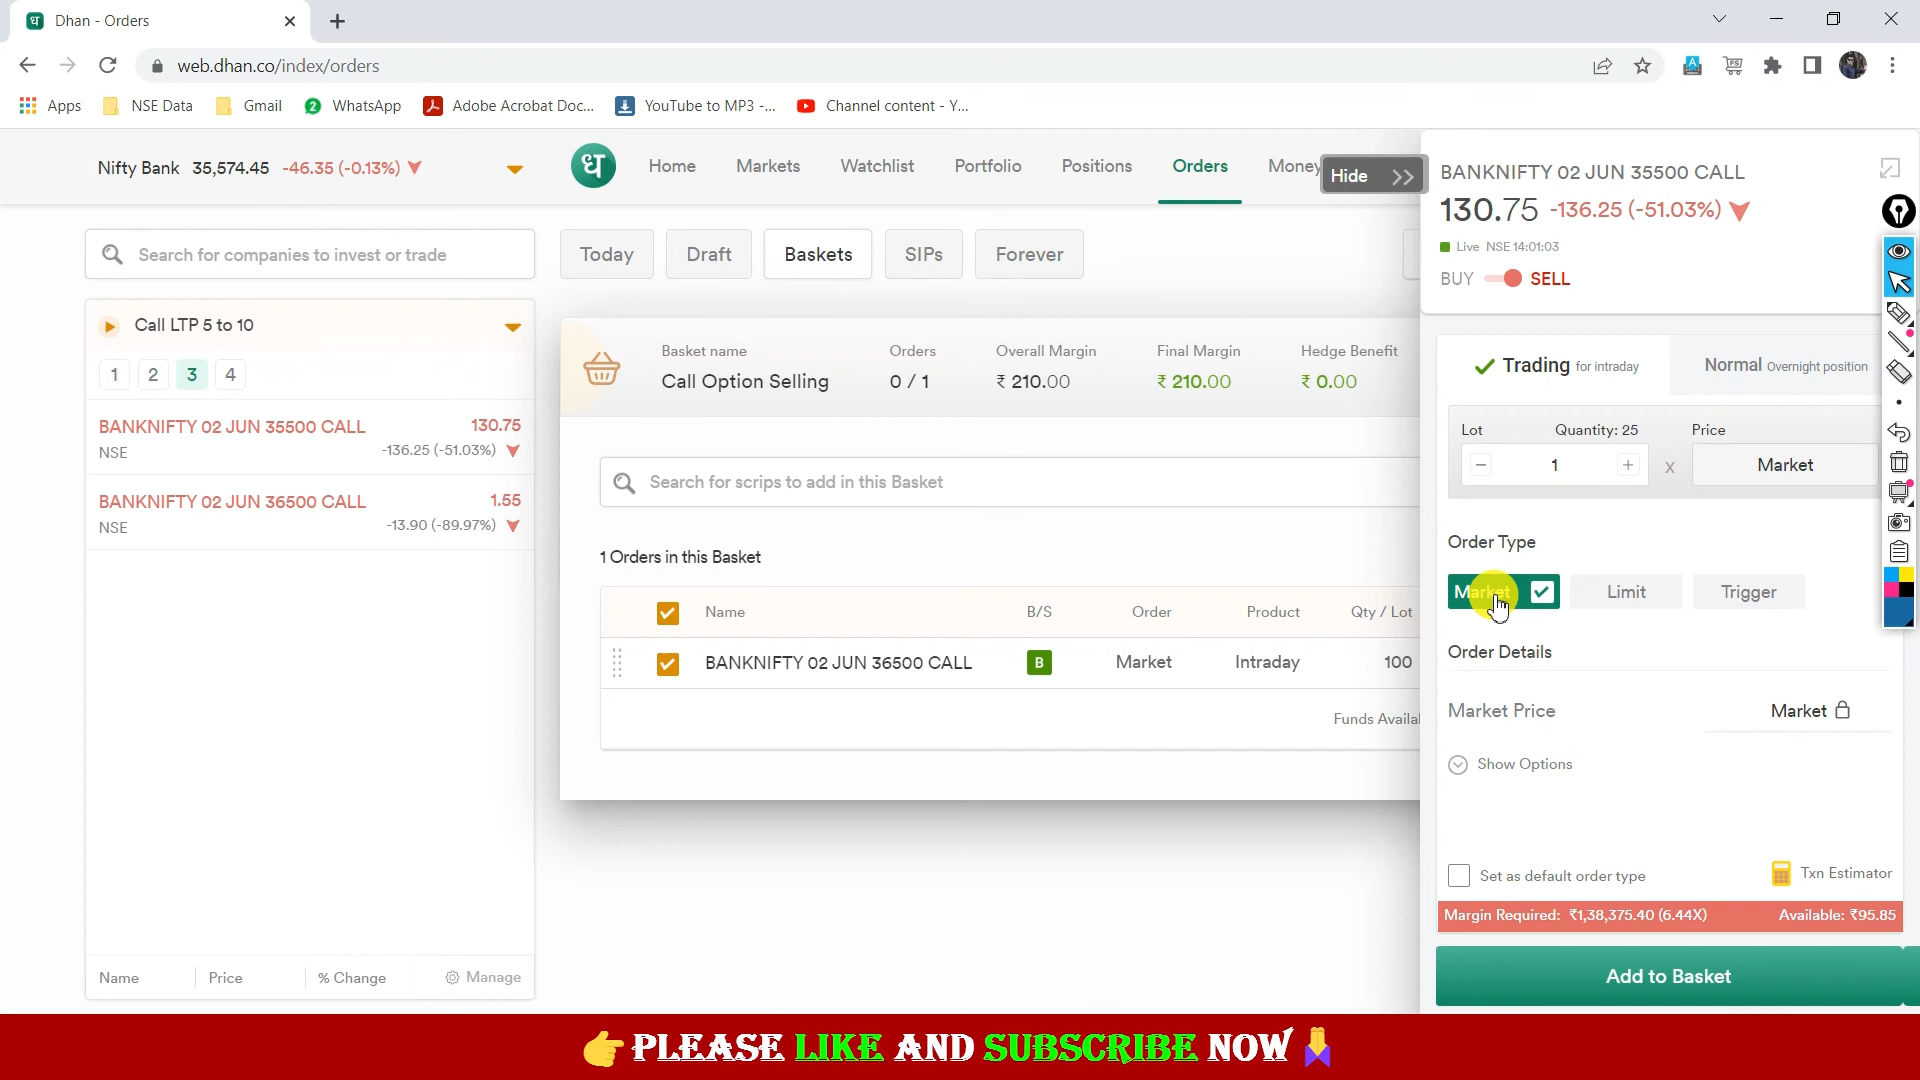 Dhan - Orders
web.dhan.co/index/orders
Apps NSE Data Gmail WhatsApp Adobe Acrobat Doc... YouTube to MP3 -... Channel content - Y...
Nifty Bank 35,574.45 -46.35 (-0.13%)
ध Home Markets Watchlist Portfolio Positions Orders Money
Hide >>
Search for companies to invest or trade
Today Draft Baskets SIPs Forever
Call LTP 5 to 10
1 2 3 4
BANKNIFTY 02 JUN 35500 CALL 130.75
NSE -136.25 (-51.03%)
BANKNIFTY 02 JUN 36500 CALL 1.55
NSE -13.90 (-89.97%)
Name Price % Change Manage
Basket name Orders Overall Margin Final Margin Hedge Benefit
Call Option Selling 0 / 1 ₹ 210.00 ₹ 210.00 ₹ 0.00
Search for scrips to add in this Basket
1 Orders in this Basket
Name B/S Order Product Qty / Lot
BANKNIFTY 02 JUN 36500 CALL B Market Intraday 100
Funds Availal
BANKNIFTY 02 JUN 35500 CALL
130.75 -136.25 (-51.03%)
Live NSE 14:01:03
BUY SELL
Trading for intraday Normal Overnight position
Lot Quantity: 25 Price
− 1 + x Market
Order Type
Market Limit Trigger
Order Details
Market Price Market
Show Options
Set as default order type Txn Estimator
Margin Required: ₹1,38,375.40 (6.44X) Available: ₹95.85
Add to Basket
PLEASE LIKE AND SUBSCRIBE NOW